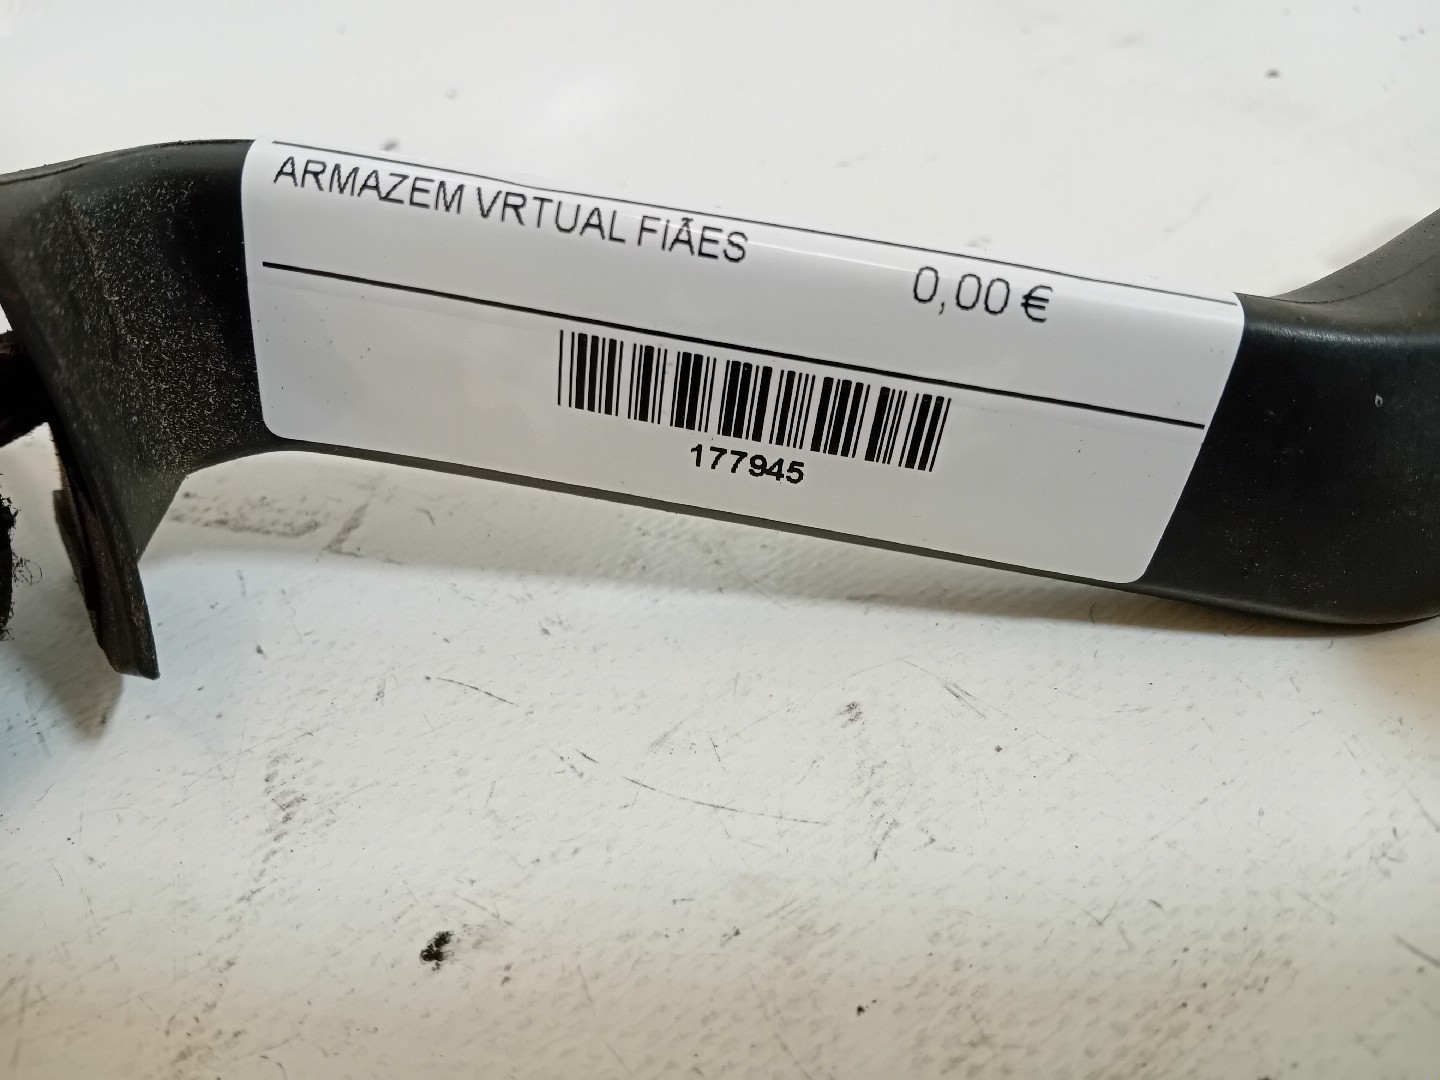 ARMAZEM VRTUAL FIÃES
0,00 €
177945